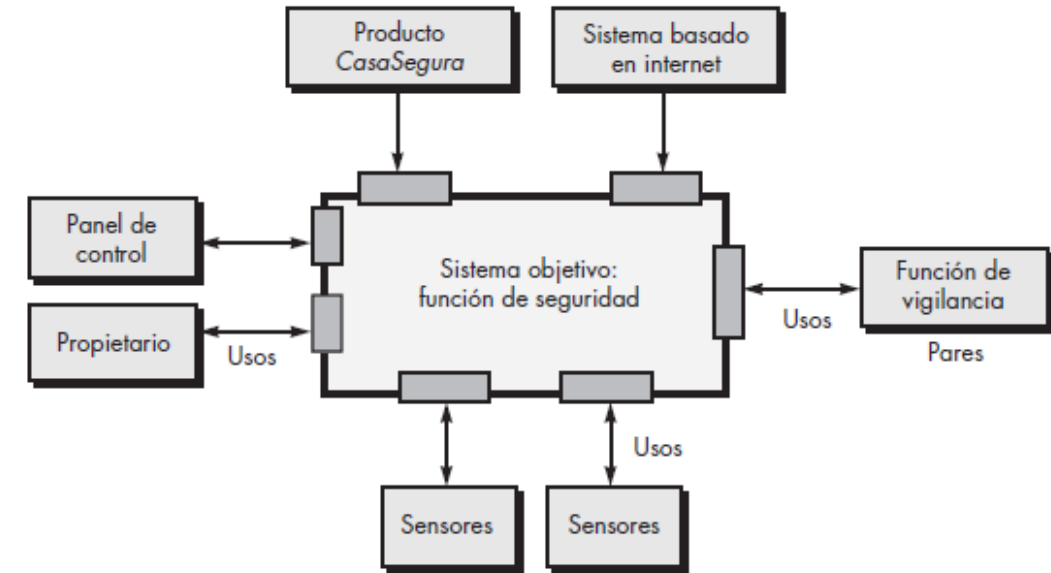 Producto
CasaSegura
Sistema basado
en internet
Panel de
control
Propietario
Usos
Sistema objetivo:
función de seguridad
Usos
Función de
vigilancia
Pares
Usos
Sensores
Sensores